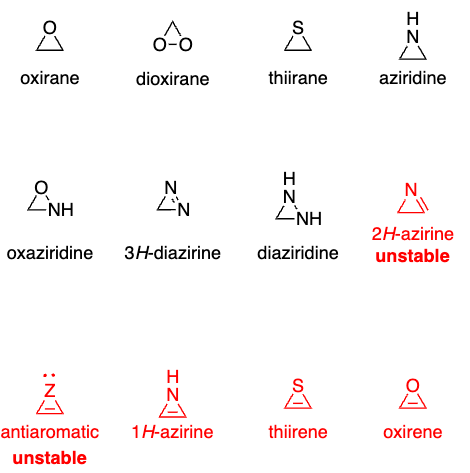 O
O-O
S
H
N
oxirane
dioxirane
thiirane
aziridine
O
NH
N
N
H
N
NH
N
oxaziridine
3H-diazirine
diaziridine
2H-azirine
unstable
Z
H
N
S
O
antiaromatic
1H-azirine
thiirene
oxirene
unstable